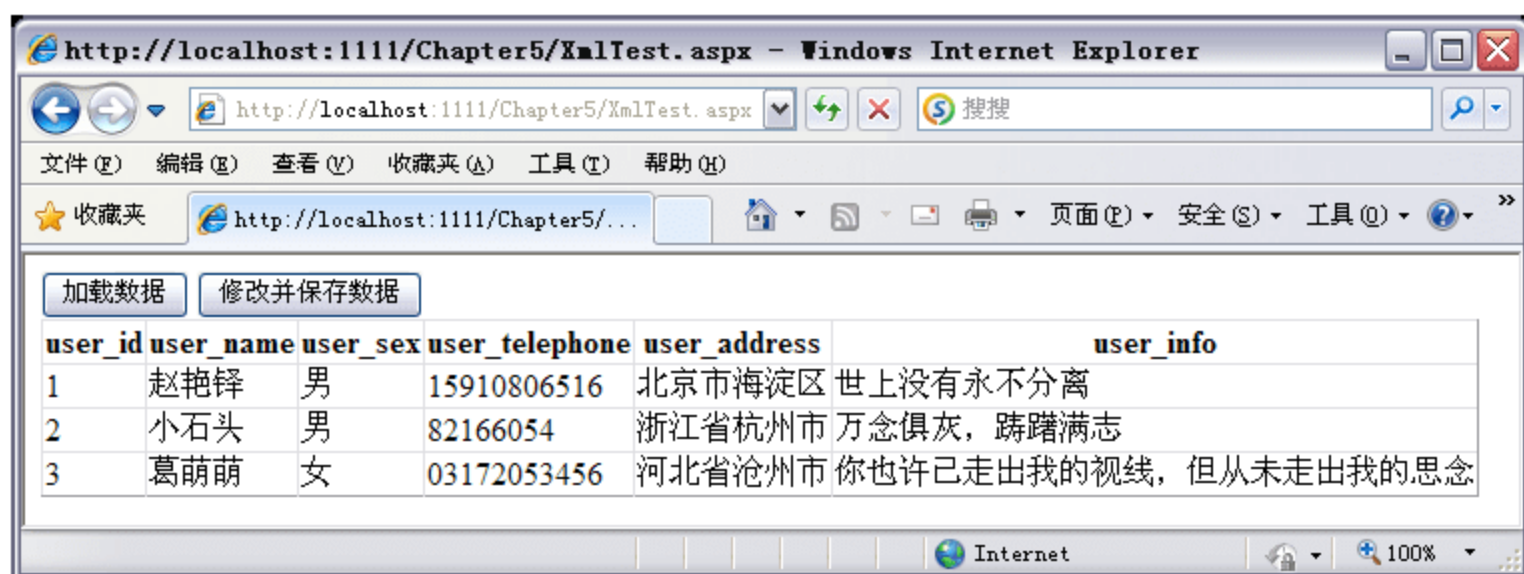 http://localhost:1111/Chapter5/XmlTest.aspx - Windows Internet Explorer
http://localhost:1111/Chapter5/XmlTest.aspx 搜搜
文件(F) 编辑(E) 查看(V) 收藏夹(A) 工具(T) 帮助(H)
收藏夹 http://localhost:1111/Chapter5/... 页面(P) 安全(S) 工具(O) »
加载数据 修改并保存数据
user_id user_name user_sex user_telephone user_address user_info
1 赵艳铎 男 15910806516 北京市海淀区 世上没有永不分离
2 小石头 男 82166054 浙江省杭州市 万念俱灰，踌躇满志
3 葛萌萌 女 03172053456 河北省沧州市 你也许已走出我的视线，但从未走出我的思念
Internet 100%